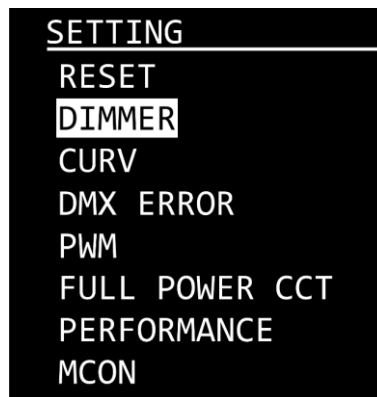 SETTING
RESET
DIMMER
CURV
DMX ERROR
PWM
FULL POWER CCT
PERFORMANCE
MCON